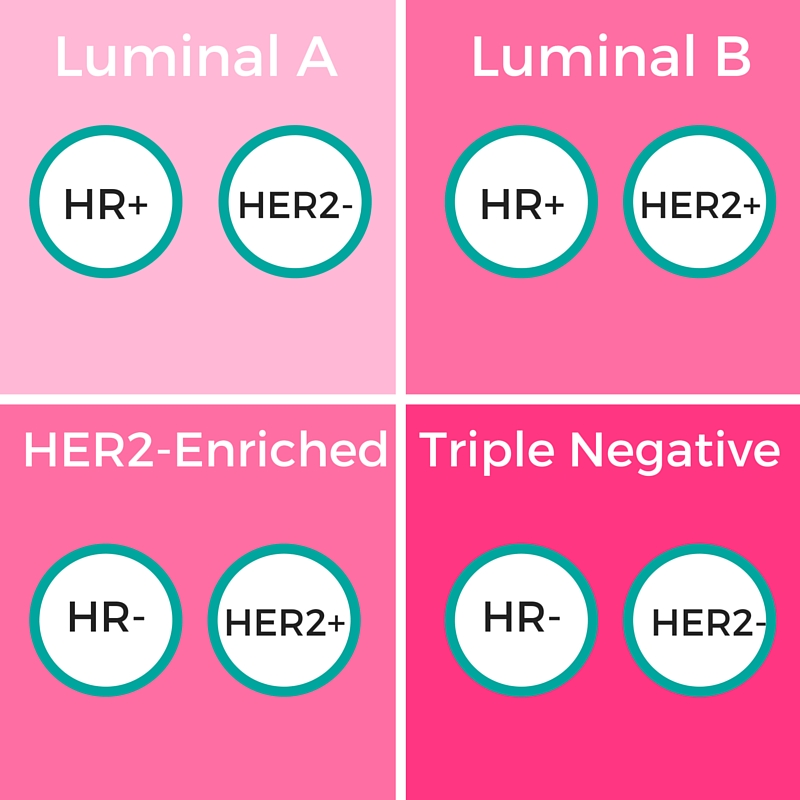 Luminal A
HR+ HER2-
Luminal B
HR+ HER2+
HER2-Enriched
HR- HER2+
Triple Negative
HR- HER2-